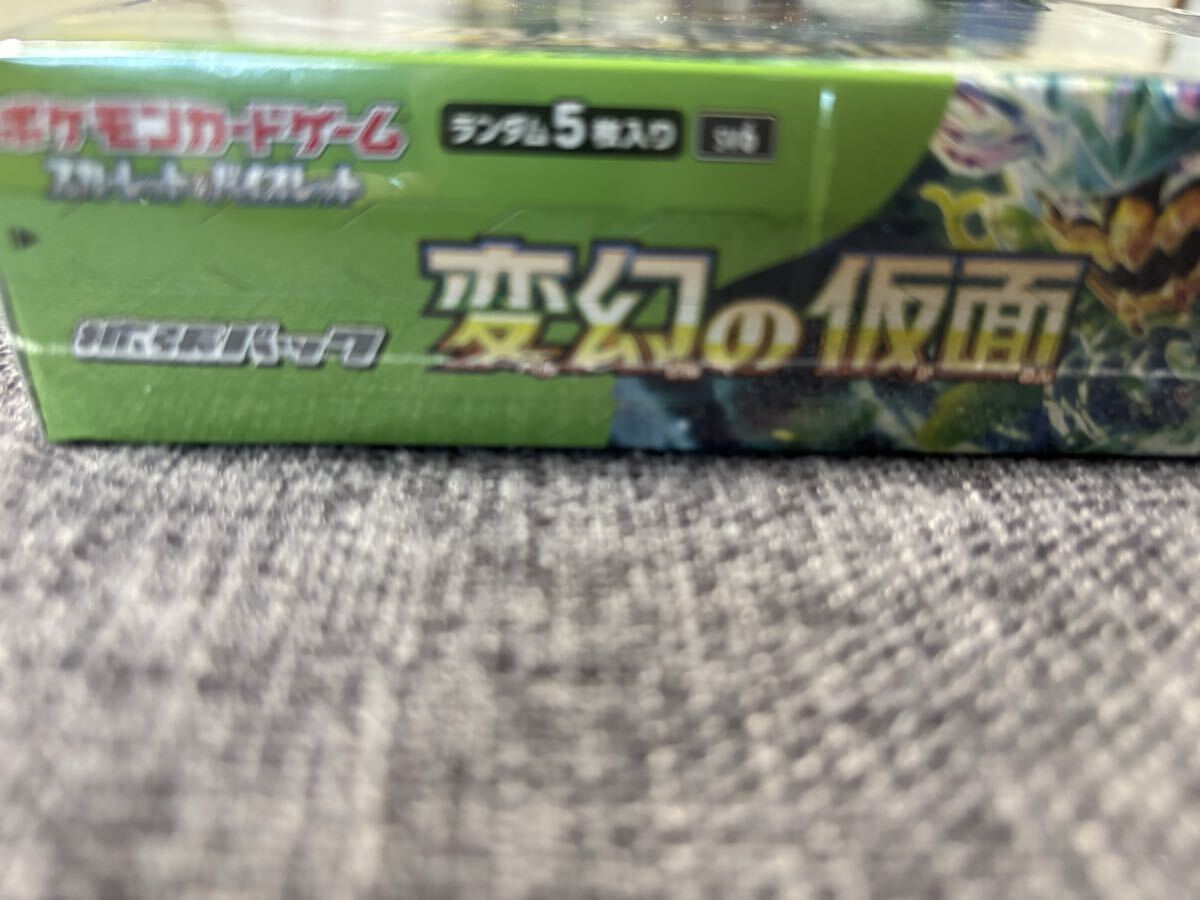 ポケモンカードゲーム
スカーレット&バイオレット
ランダム5枚入り
SV6
拡張パック
変幻の仮面